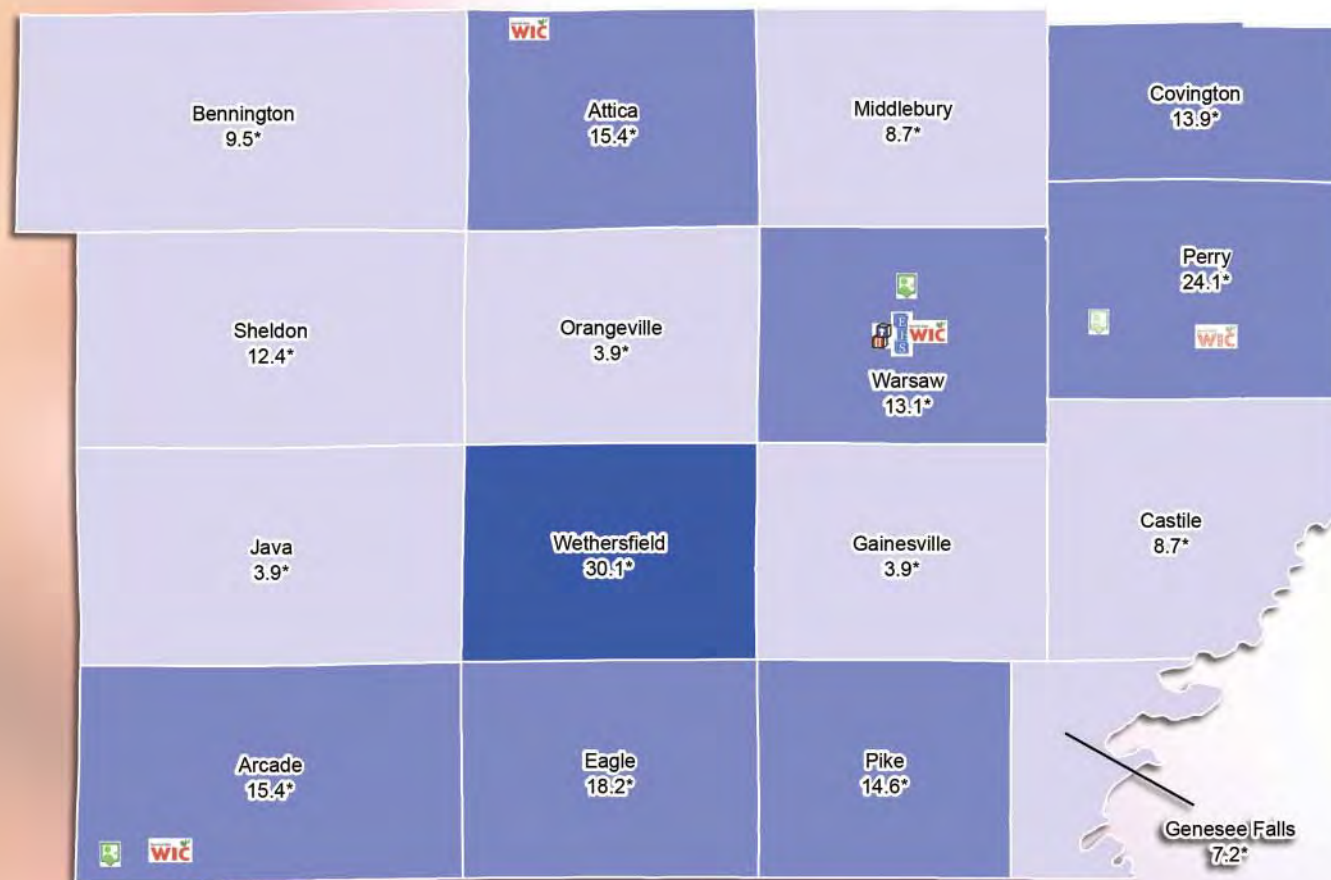 WIC
Bennington
9.5*
Attica
15.4*
Middlebury
8.7*
Covington
13.9*
Sheldon
12.4*
Orangeville
3.9*
E
I
S
WIC
Warsaw
13.1*
Perry
24.1*
WIC
Java
3.9*
Wethersfield
30.1*
Gainesville
3.9*
Castile
8.7*
Arcade
15.4*
WIC
Eagle
18.2*
Pike
14.6*
Genesee Falls
7.2*